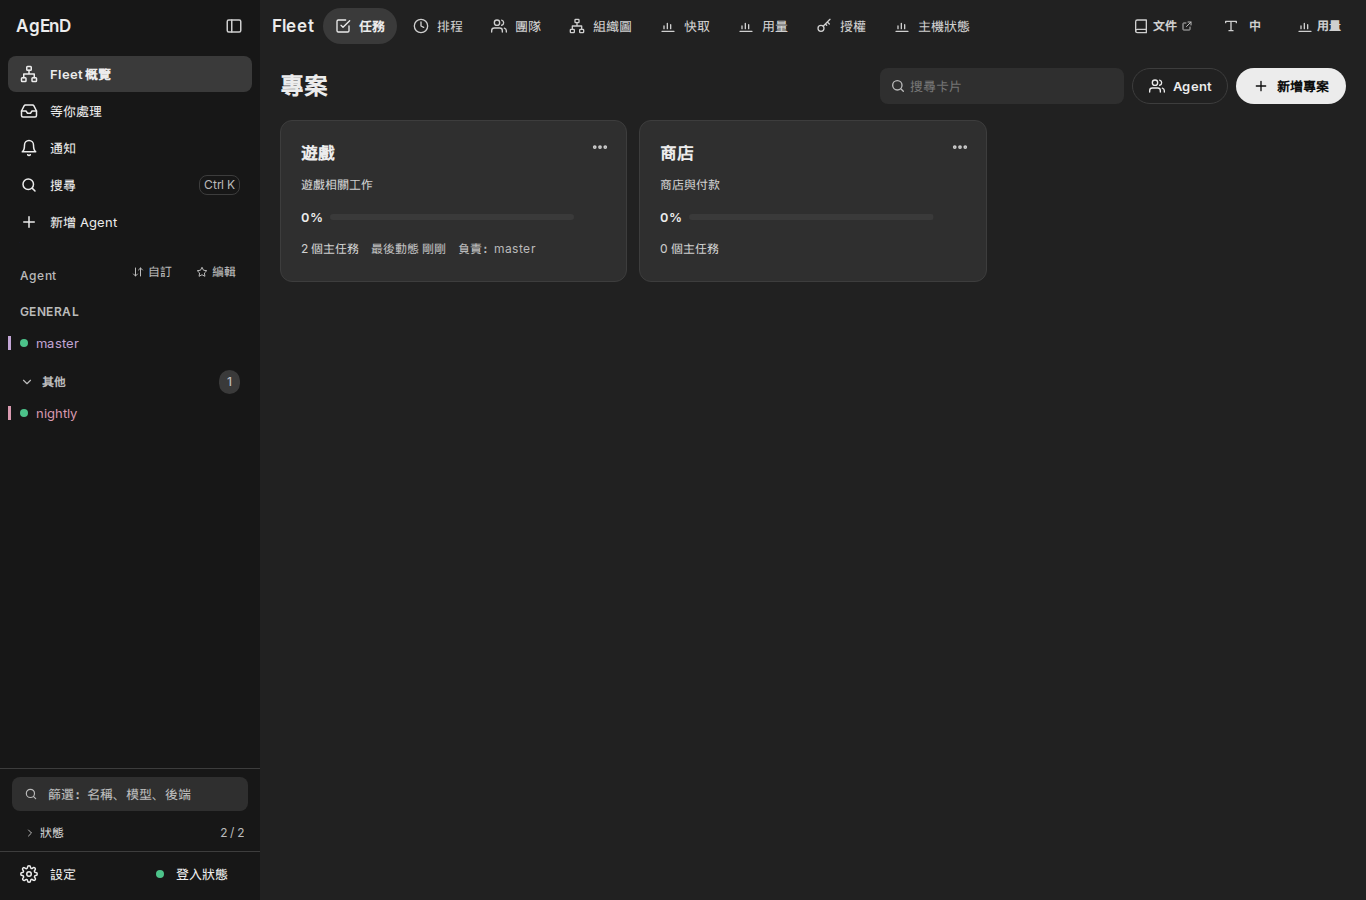 AgEnD
Fleet 概覽
等你處理
通知
搜尋 Ctrl K
新增 Agent
Agent 自訂 編輯
GENERAL
master
其他 1
nightly
篩選：名稱、模型、後端
狀態 2 / 2
設定 登入狀態
Fleet 任務 排程 團隊 組織圖 快取 用量 授權 主機狀態 文件 中 用量
專案 搜尋卡片 Agent 新增專案
遊戲
遊戲相關工作
0%
2 個主任務 最後動態 剛剛 負責：master
商店
商店與付款
0%
0 個主任務